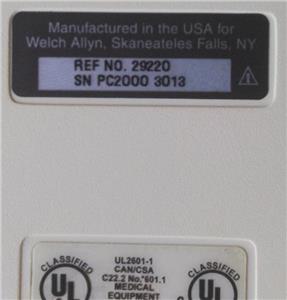 Manufactured in the USA for
Welch Allyn, Skaneateles Falls, NY
REF NO. 29220
SN PC2000 3013
CLASSIFIED
UL
UL2601-1
CAN/CSA
C22.2 No.601.1
MEDICAL
EQUIPMENT
CLASSIFIED
UL